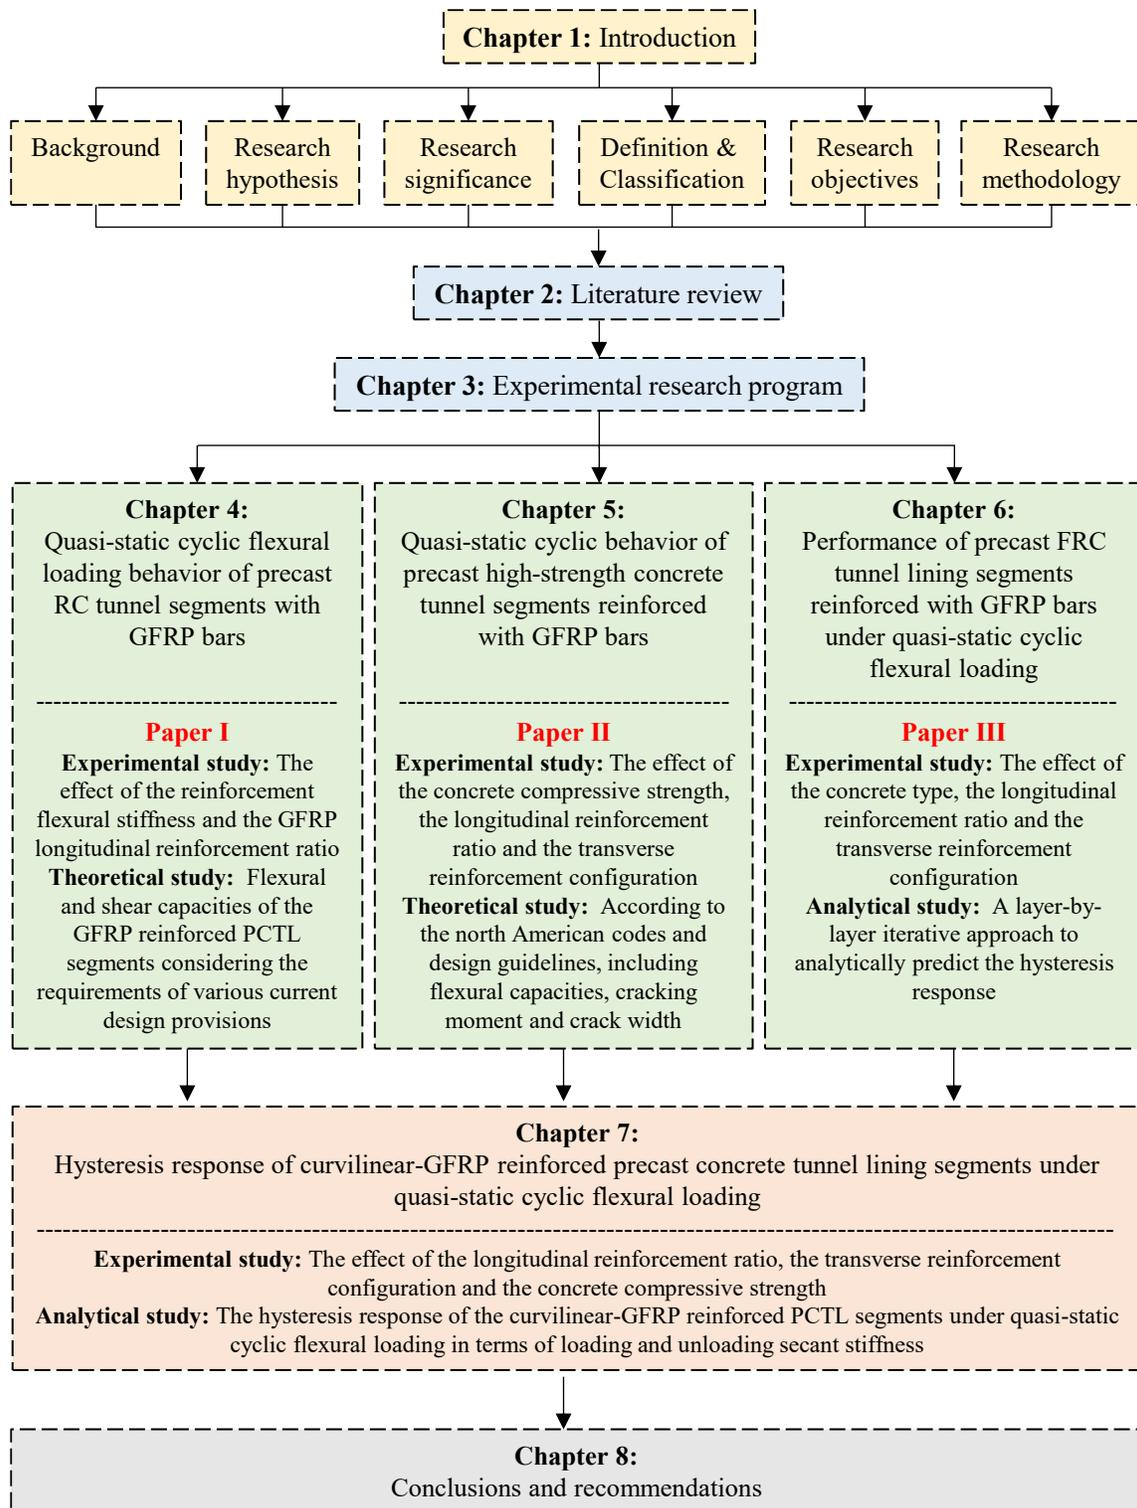 Chapter 1: Introduction
Background
Research
hypothesis
Research
significance
Definition &
Classification
Research
objectives
Research
methodology
Chapter 2: Literature review
Chapter 3: Experimental research program
Chapter 4:
Quasi-static cyclic flexural
loading behavior of precast
RC tunnel segments with
GFRP bars
-----------------------------------
Paper I
Experimental study: The
effect of the reinforcement
flexural stiffness and the GFRP
longitudinal reinforcement ratio
Theoretical study: Flexural
and shear capacities of the
GFRP reinforced PCTL
segments considering the
requirements of various current
design provisions
Chapter 5:
Quasi-static cyclic behavior of
precast high-strength concrete
tunnel segments reinforced
with GFRP bars
--------------------------------------
Paper II
Experimental study: The effect of
the concrete compressive strength,
the longitudinal reinforcement
ratio and the transverse
reinforcement configuration
Theoretical study: According to
the north American codes and
design guidelines, including
flexural capacities, cracking
moment and crack width
Chapter 6:
Performance of precast FRC
tunnel lining segments
reinforced with GFRP bars
under quasi-static cyclic
flexural loading
--------------------------------------
Paper III
Experimental study: The effect of
the concrete type, the longitudinal
reinforcement ratio and the
transverse reinforcement
configuration
Analytical study: A layer-by-
layer iterative approach to
analytically predict the hysteresis
response
Chapter 7:
Hysteresis response of curvilinear-GFRP reinforced precast concrete tunnel lining segments under
quasi-static cyclic flexural loading
------------------------------------------------------------------------------------------------------------------------------
Experimental study: The effect of the longitudinal reinforcement ratio, the transverse reinforcement
configuration and the concrete compressive strength
Analytical study: The hysteresis response of the curvilinear-GFRP reinforced PCTL segments under quasi-static
cyclic flexural loading in terms of loading and unloading secant stiffness
Chapter 8:
Conclusions and recommendations